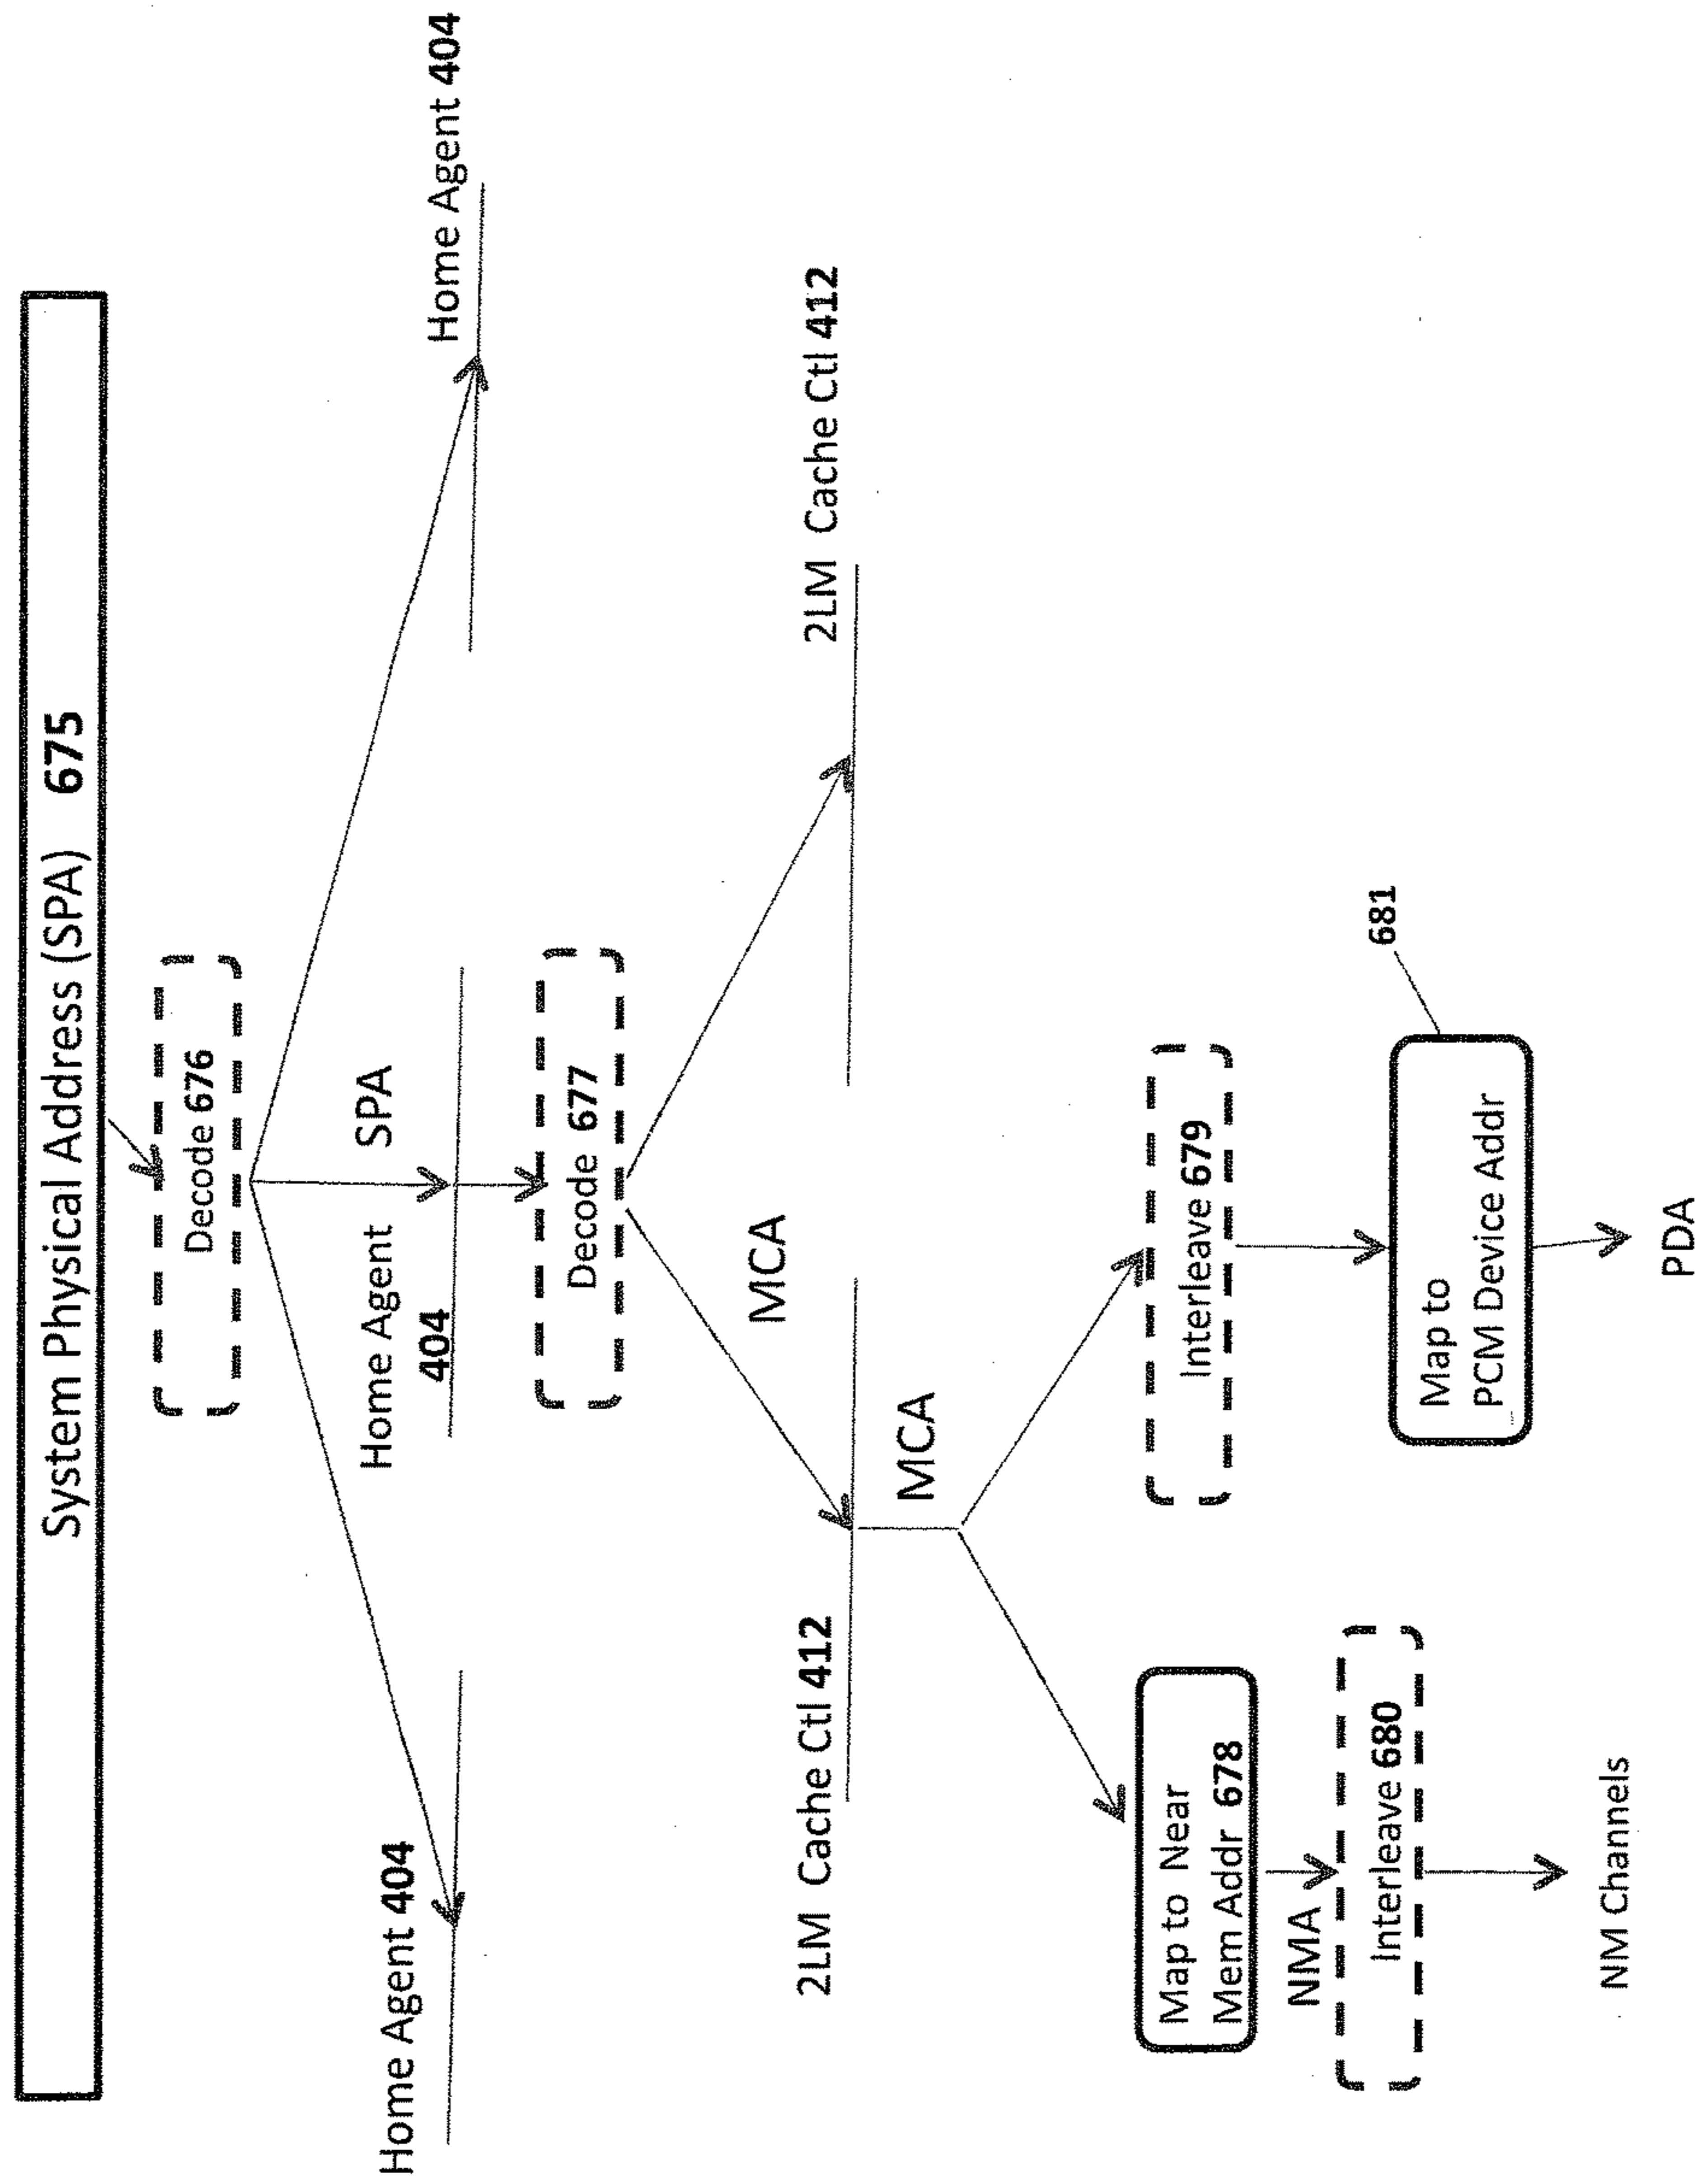 System Physical Address (SPA) 675
Decode 676
Home Agent 404
Home Agent
404
SPA
Home Agent 404
Decode 677
MCA
2LM Cache Ctl 412
2LM Cache Ctl 412
MCA
Map to Near
Mem Addr 678
Interleave 679
NMA
Interleave 680
681
Map to
PCM Device Addr
NM Channels
PDA